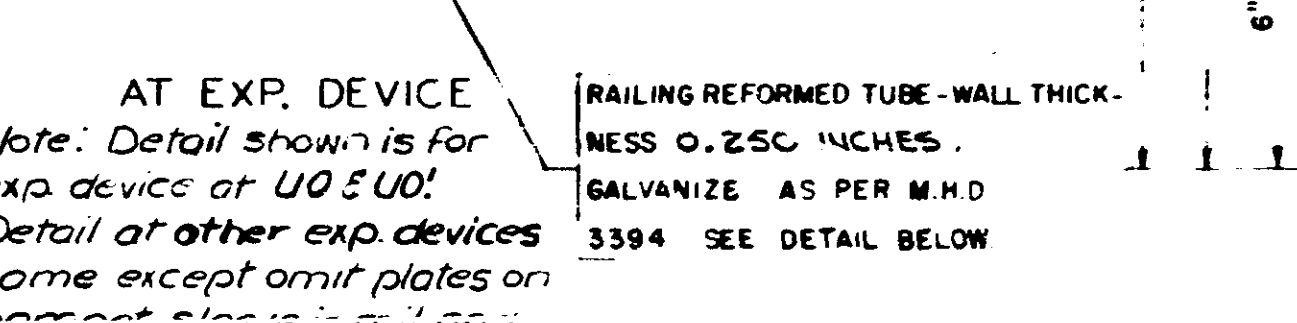 AT EXP. DEVICE
Note: Detail shown is for
exp. device at U0 & U0'.
Detail at other exp. devices
same except omit plates on
RAILING REFORMED TUBE - WALL THICK-
NESS 0.250 INCHES.
GALVANIZE AS PER M.H.D
3394 SEE DETAIL BELOW
6"